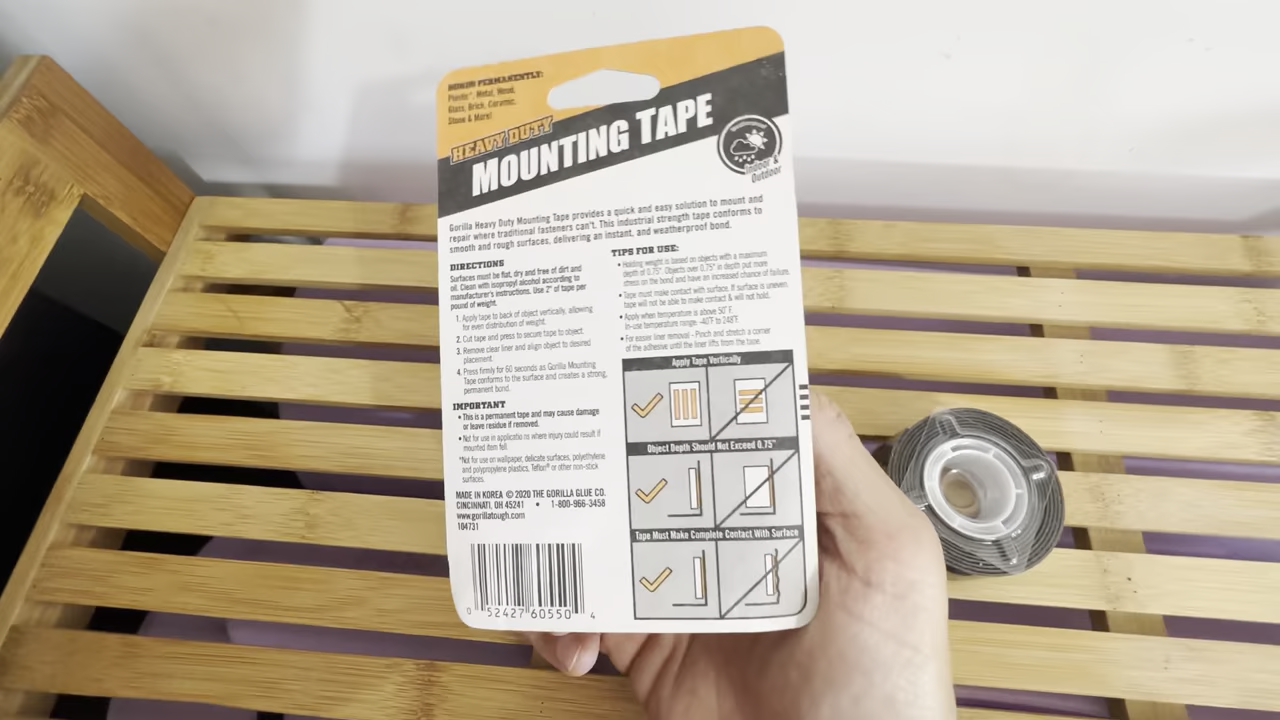 BONDS PERMANENTLY:
Plastic*, Metal, Wood,
Glass, Brick, Ceramic,
Stone & More!
HEAVY DUTY
MOUNTING TAPE
Indoor &
Outdoor
Gorilla Heavy Duty Mounting Tape provides a quick and easy solution to mount and
repair where traditional fasteners can't. This industrial strength tape conforms to
smooth and rough surfaces, delivering an instant, and weatherproof bond.
DIRECTIONS
Surfaces must be flat, dry and free of dirt and
oil. Clean with isopropyl alcohol according to
manufacturer's instructions. Use 2" of tape per
pound of weight.
1. Apply tape to back of object vertically, allowing
for even distribution of weight.
2. Cut tape and press to secure tape to object.
3. Remove clear liner and align object to desired
placement.
4. Press firmly for 60 seconds as Gorilla Mounting
Tape conforms to the surface and creates a strong,
permanent bond.
IMPORTANT
• This is a permanent tape and may cause damage
or leave residue if removed.
• Not for use in applications where injury could result if
mounted item fell.
*Not for use on wallpaper, delicate surfaces, polyethylene
and polypropylene plastics, Teflon® or other non-stick
surfaces.
MADE IN KOREA © 2020 THE GORILLA GLUE CO.
CINCINNATI, OH 45241 • 1-800-966-3458
www.gorillatough.com
104731
0 52427 60550 4
TIPS FOR USE:
• Holding weight is based on objects with a maximum
depth of 0.75". Objects over 0.75" in depth put more
stress on the bond and have an increased chance of failure.
• Tape must make contact with surface. If surface is uneven
tape will not be able to make contact & will not hold.
• Apply when temperature is above 50˚F.
In-use temperature range: -40˚F to 248˚F
• For easier liner removal - Pinch and stretch a corner
of the adhesive until the liner lifts from the tape.
Apply Tape Vertically
Object Depth Should Not Exceed 0.75"
Tape Must Make Complete Contact With Surface